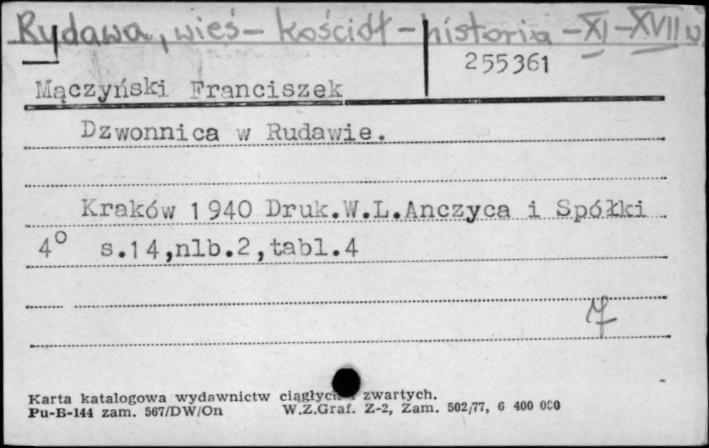 Rudawa, wieś - kościół - historia - XI - XVII w.
255361
Mączyński Franciszek
Dzwonnica w Rudawie.
Kraków 1940 Druk.W.L.Anczyca i Spółki
4° s.14,nlb.2,tabl.4
Karta katalogowa wydawnictw ciągłych i zwartych.
Pu-B-144 zam. 567/DW/On W.Z.Graf. Z-2, Zam. 502/77, 6 400 000